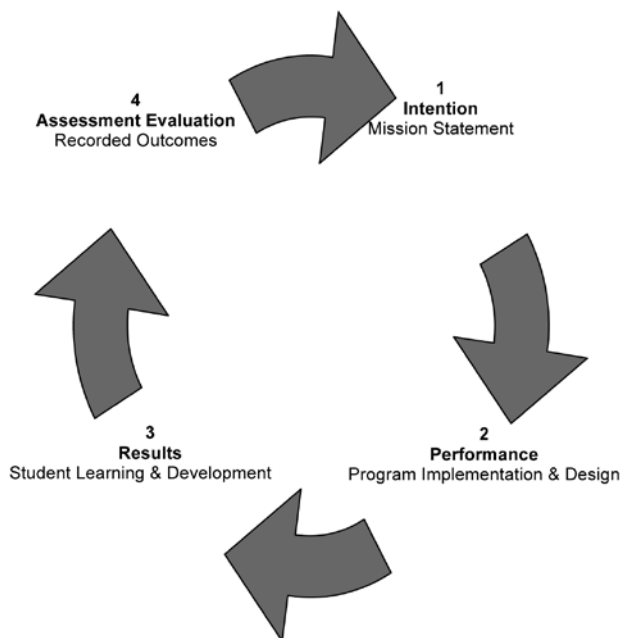 1
Intention
Mission Statement
2
Performance
Program Implementation & Design
3
Results
Student Learning & Development
4
Assessment Evaluation
Recorded Outcomes